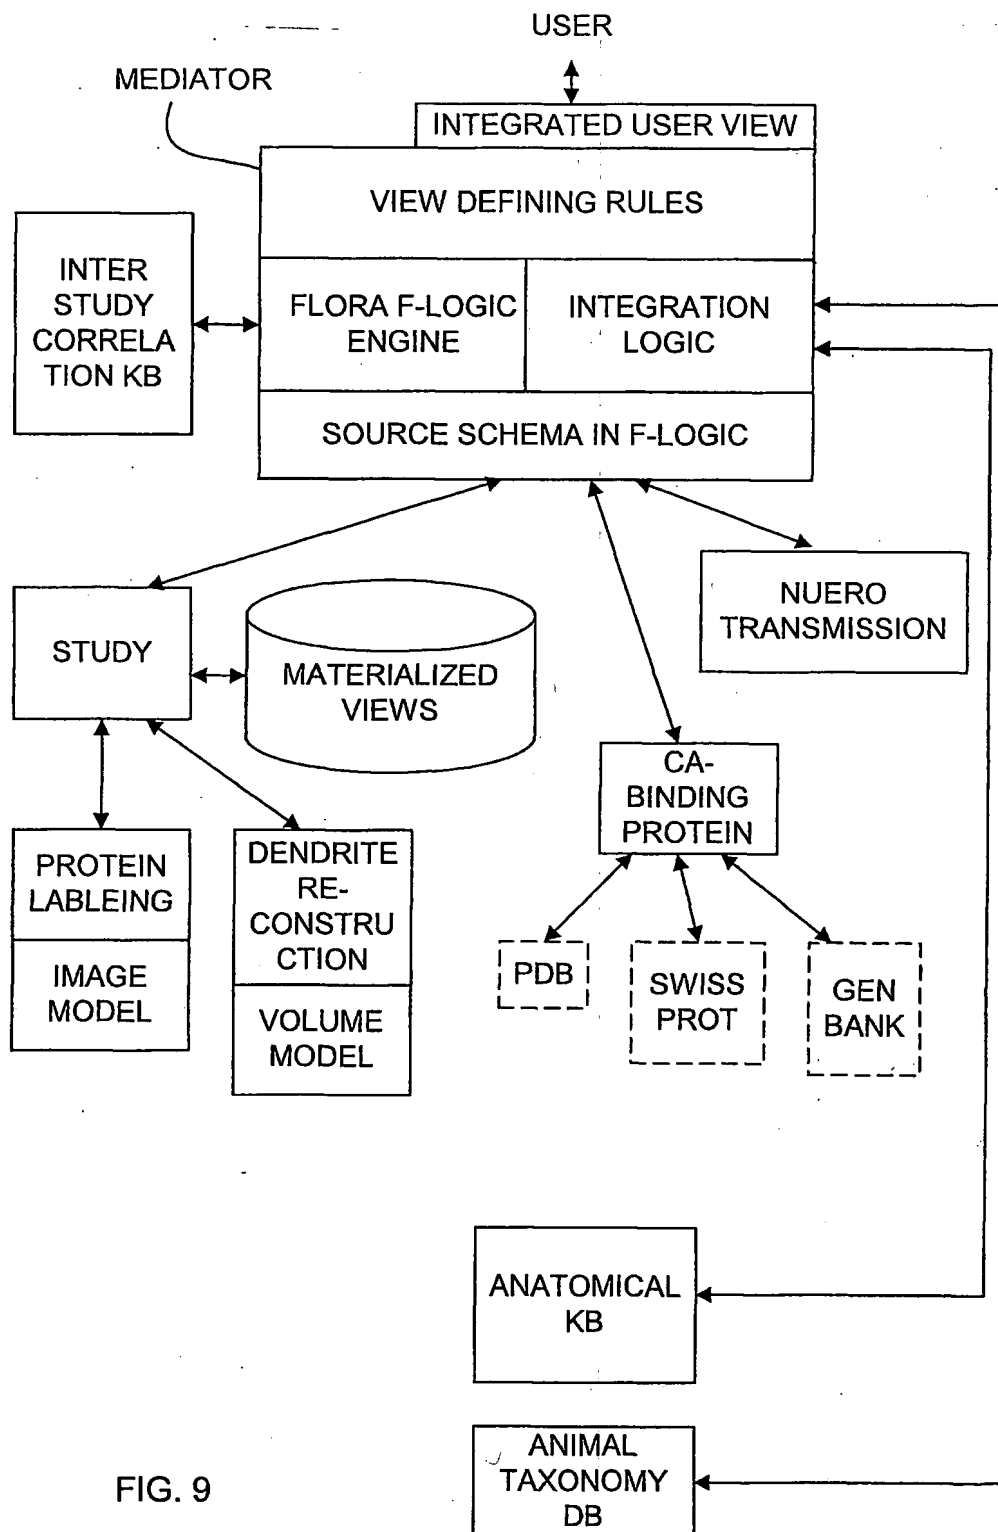 USER
MEDIATOR
INTEGRATED USER VIEW
VIEW DEFINING RULES
INTER
STUDY
CORRELA
TION KB
FLORA F-LOGIC
ENGINE
INTEGRATION
LOGIC
SOURCE SCHEMA IN F-LOGIC
STUDY
MATERIALIZED
VIEWS
NUERO
TRANSMISSION
CA-
BINDING
PROTEIN
PROTEIN
LABLEING
IMAGE
MODEL
DENDRITE
RE-
CONSTRU
CTION
VOLUME
MODEL
PDB
SWISS
PROT
GEN
BANK
ANATOMICAL
KB
ANIMAL
TAXONOMY
DB
FIG. 9